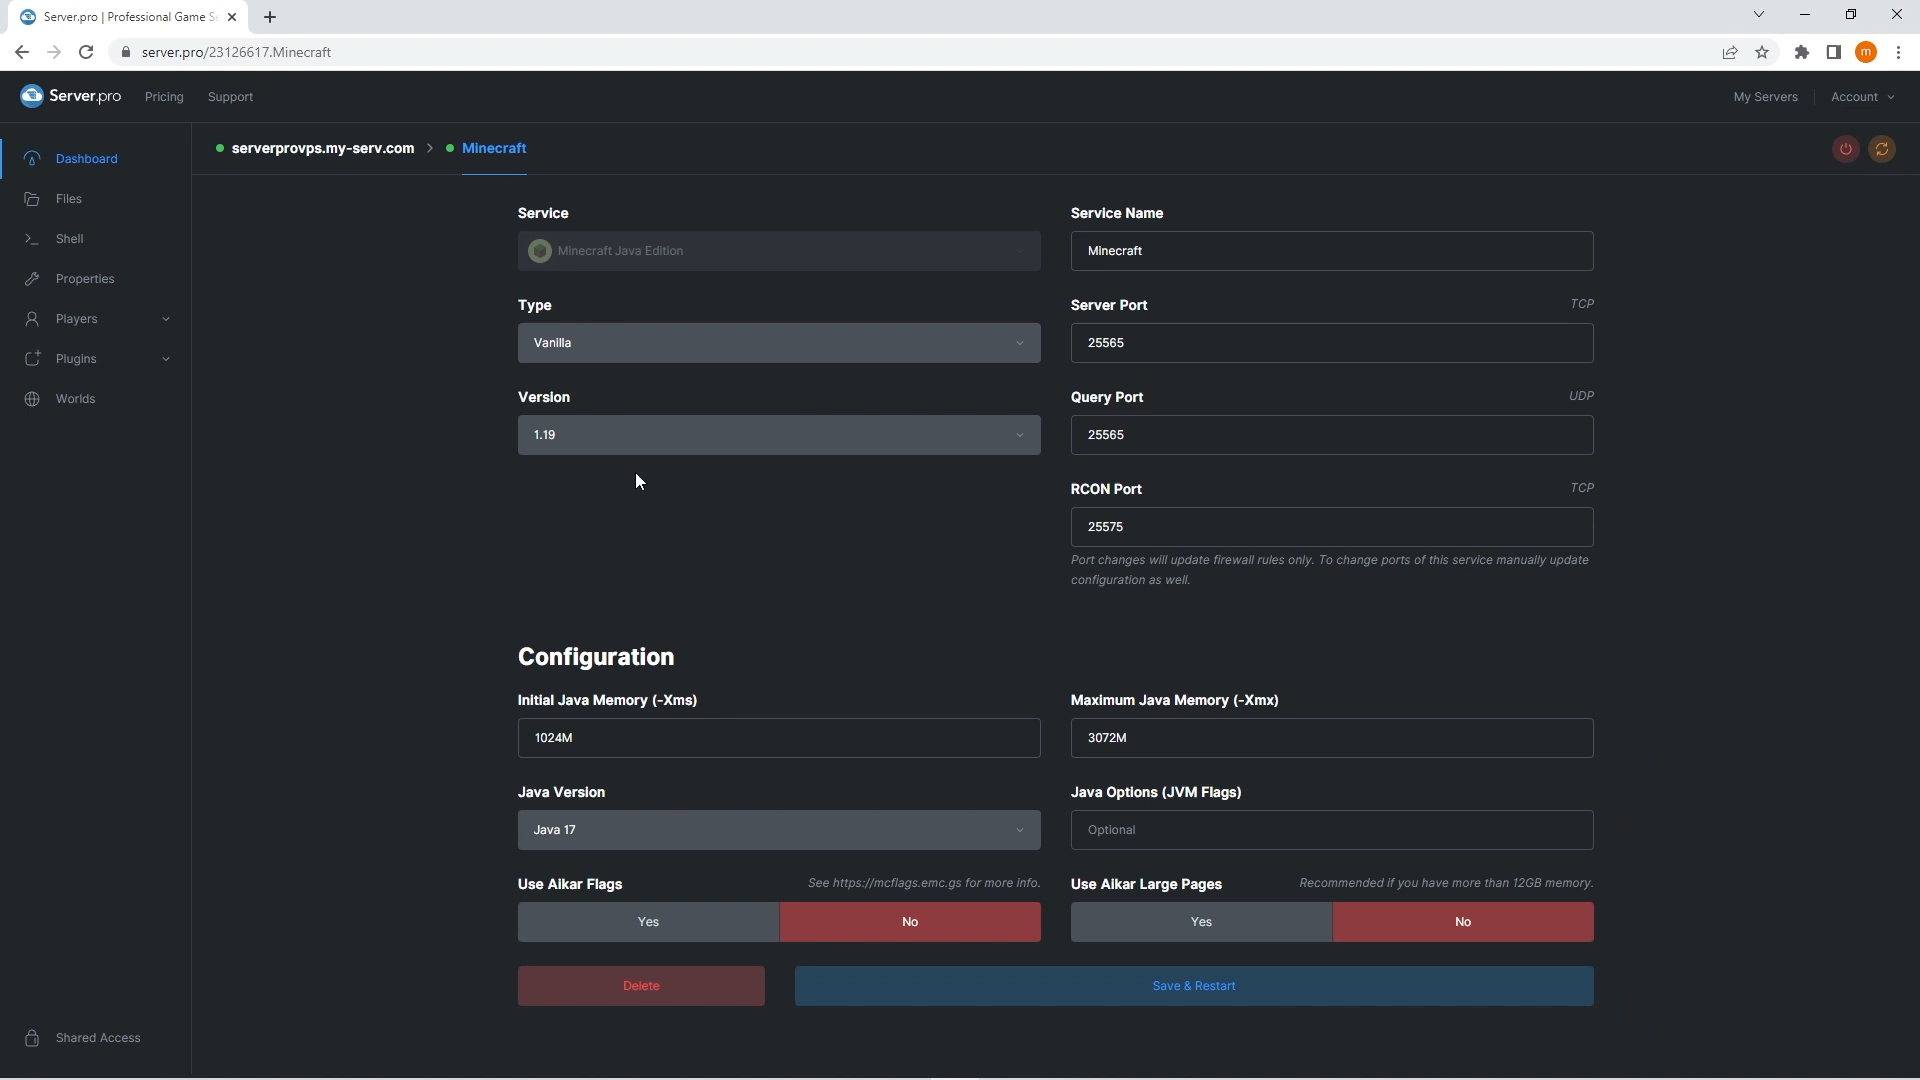 Server.pro | Professional Game Se
server.pro/23126617.Minecraft
m
Server.pro
Pricing
Support
My Servers
Account
Dashboard
Files
Shell
Properties
Players
Plugins
Worlds
Shared Access
serverprovps.my-serv.com
Minecraft
Service
Minecraft Java Edition
Service Name
Minecraft
Type
Vanilla
Server Port
TCP
25565
Version
1.19
Query Port
UDP
25565
RCON Port
TCP
25575
Port changes will update firewall rules only. To change ports of this service manually update
configuration as well.
Configuration
Initial Java Memory (-Xms)
1024M
Maximum Java Memory (-Xmx)
3072M
Java Version
Java 17
Java Options (JVM Flags)
Optional
Use Aikar Flags
See https://mcflags.emc.gs for more info.
Yes
No
Use Aikar Large Pages
Recommended if you have more than 12GB memory.
Yes
No
Delete
Save & Restart